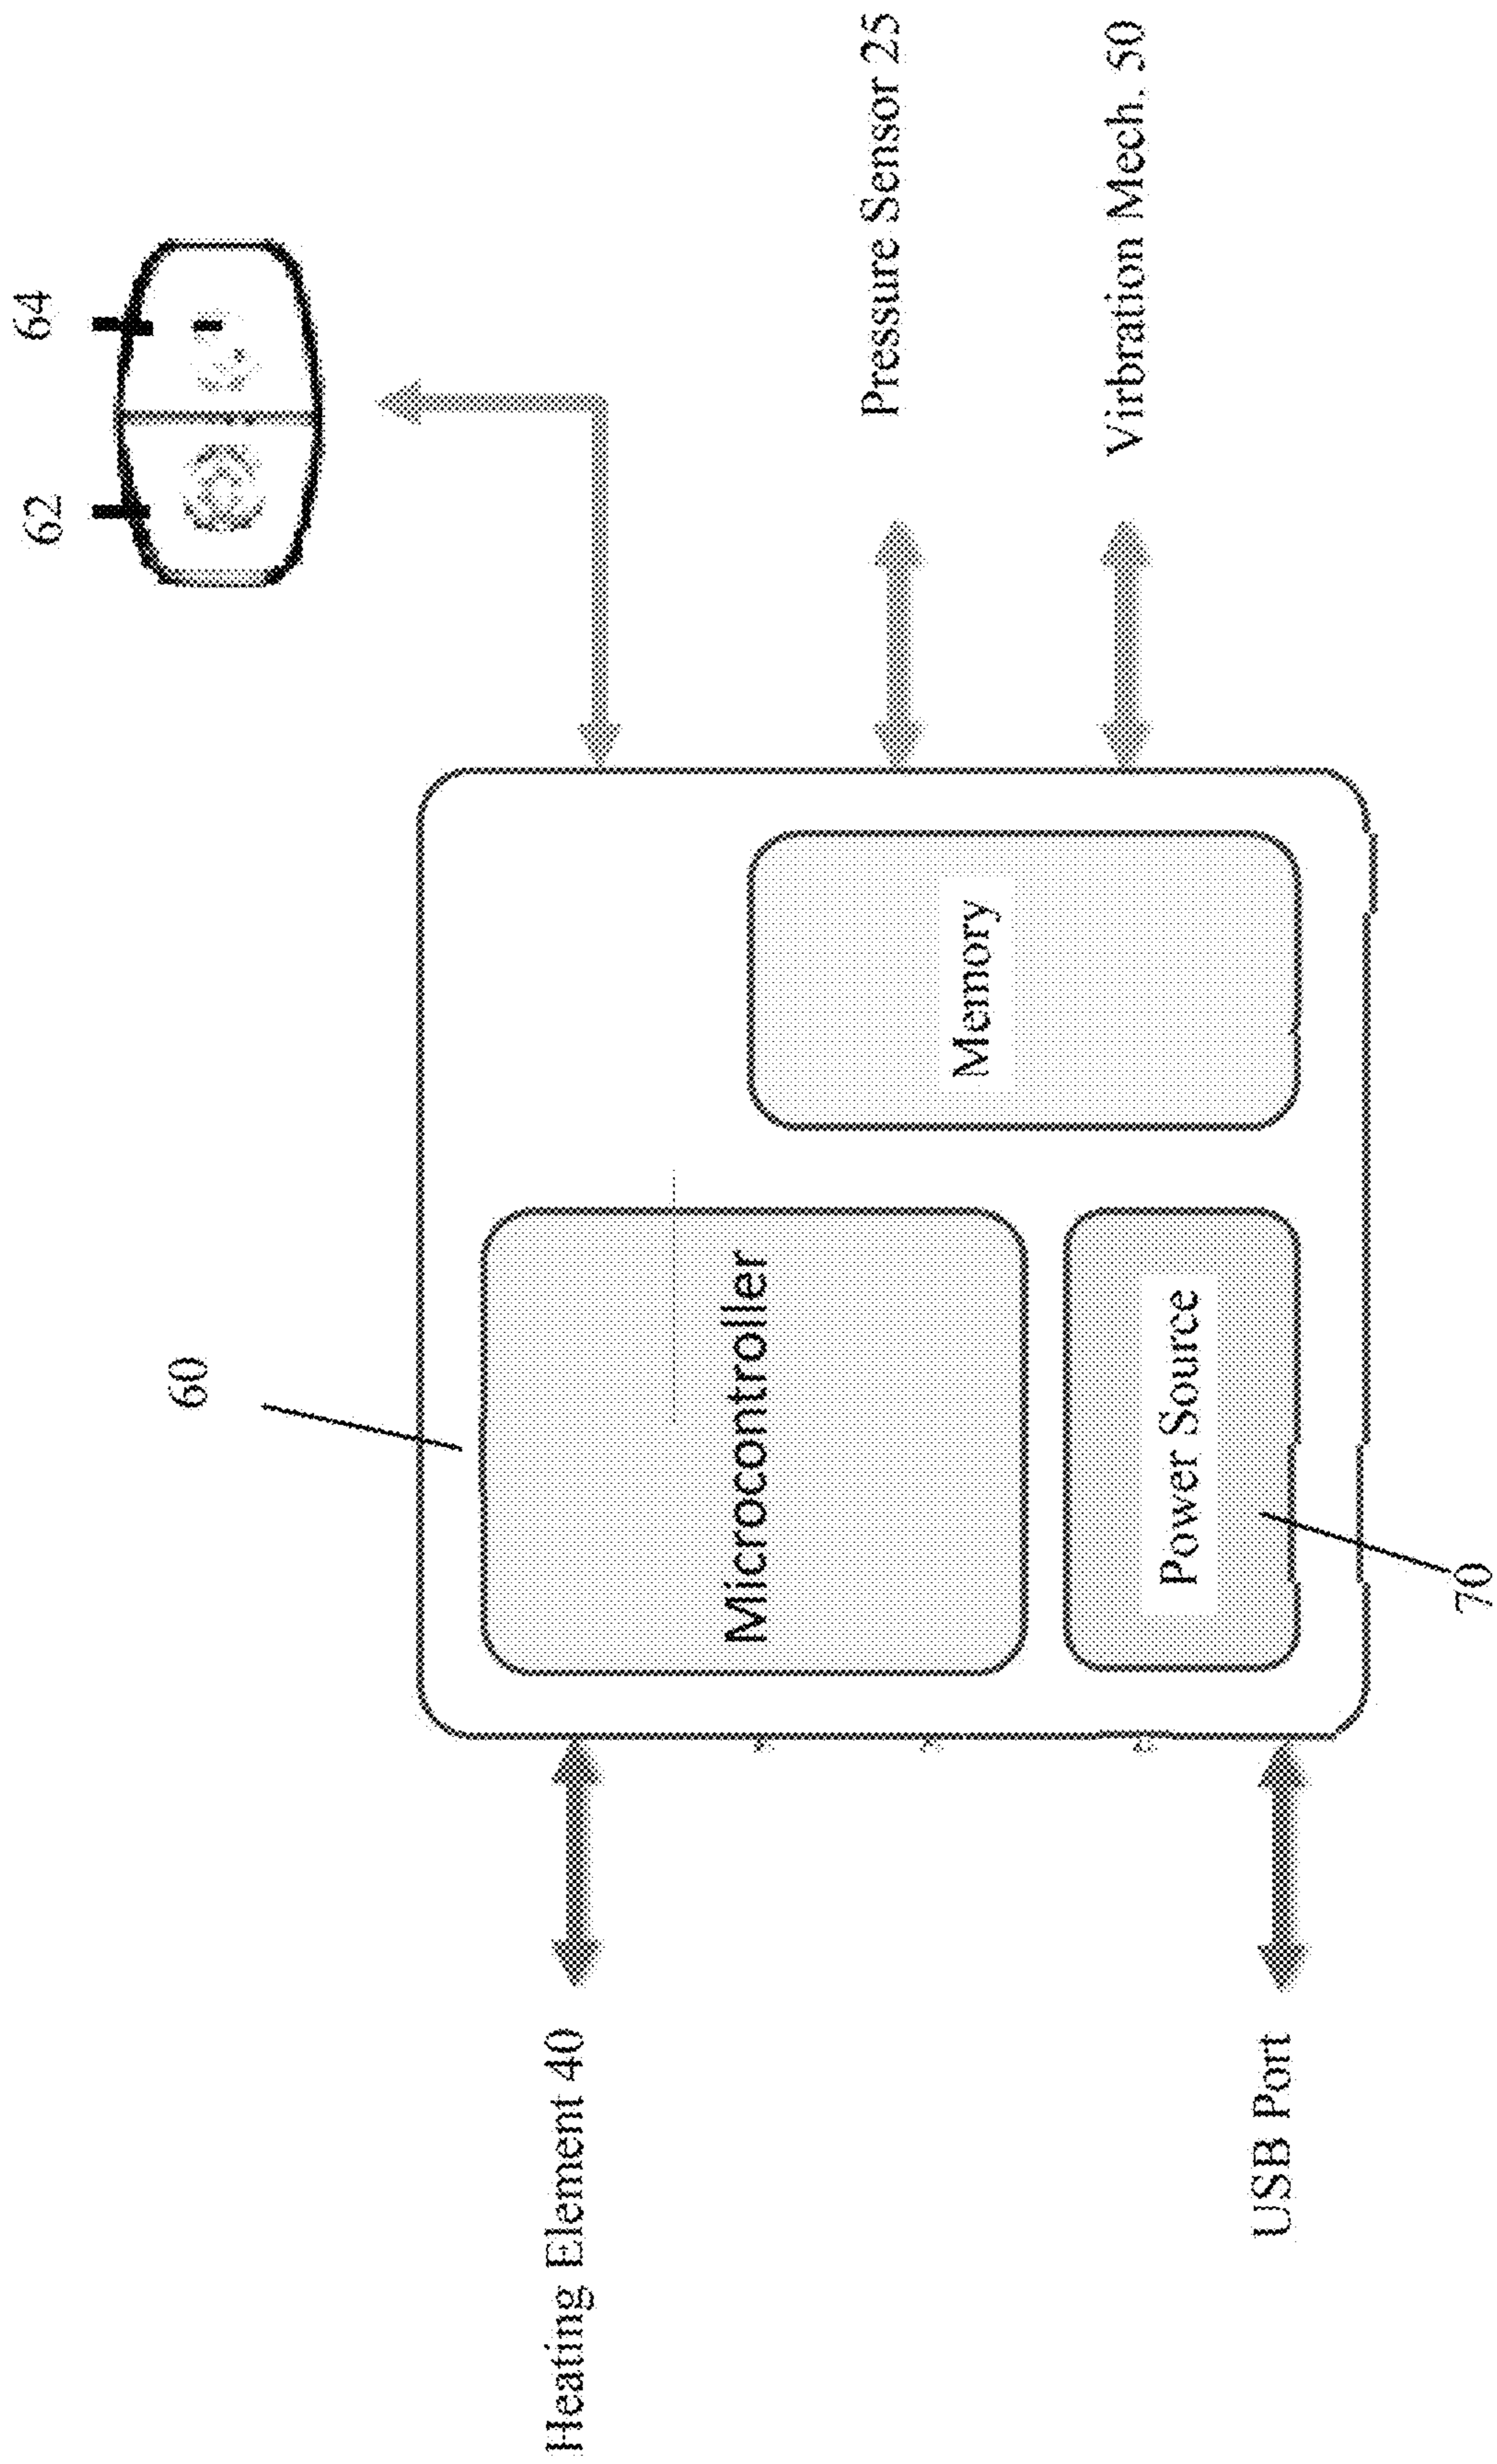 62
64
60
Heating Element 40
Microcontroller
Pressure Sensor 25
Memory
Virbration Mech. 50
Power Source
USB Port
70